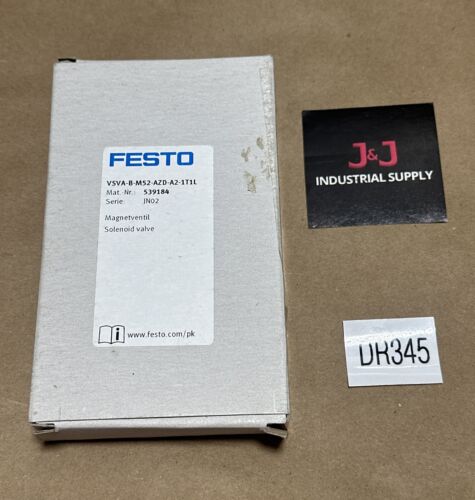 FESTO
VSVA-B-M52-AZD-A2-1T1L
Mat.-Nr.: 539184
Serie: JN02
Magnetventil
Solenoid valve
www.festo.com/pk
J&J
INDUSTRIAL SUPPLY
DR345